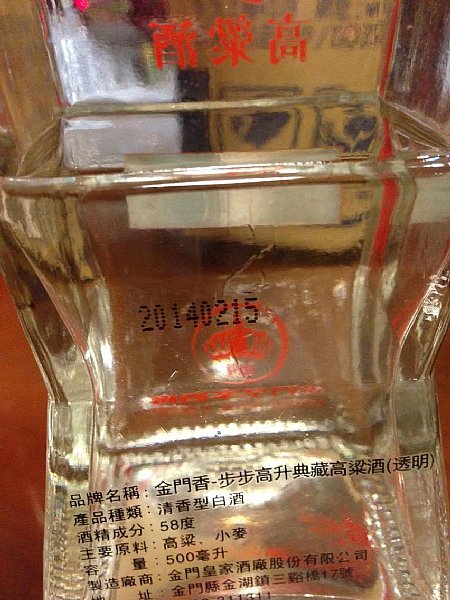 高粱酒
20140215
品牌名稱：金門香-步步高升典藏高粱酒(透明)
產品種類：清香型白酒
酒精成分：58度
主要原料：高粱、小麥
容　　量：500毫升
製造廠商：金門皇家酒廠股份有限公司
地　　址：金門縣金湖鎮三谿橋17號